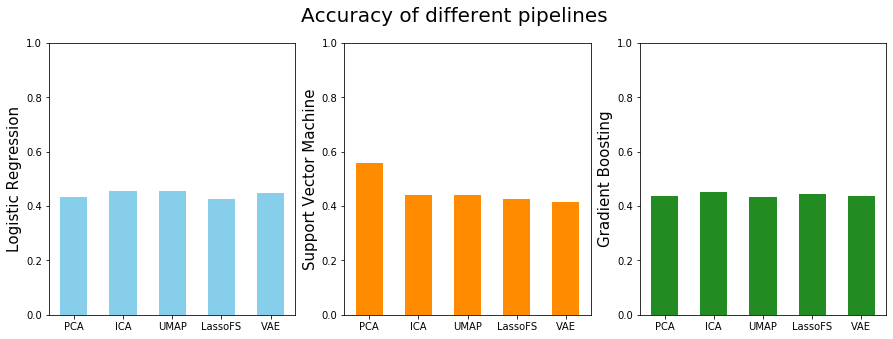 Accuracy of different pipelines
Logistic Regression
1.0
0.8
0.6
0.4
0.2
0.0
PCA ICA UMAP LassoFS VAE
Support Vector Machine
1.0
0.8
0.6
0.4
0.2
0.0
PCA ICA UMAP LassoFS VAE
Gradient Boosting
1.0
0.8
0.6
0.4
0.2
0.0
PCA ICA UMAP LassoFS VAE